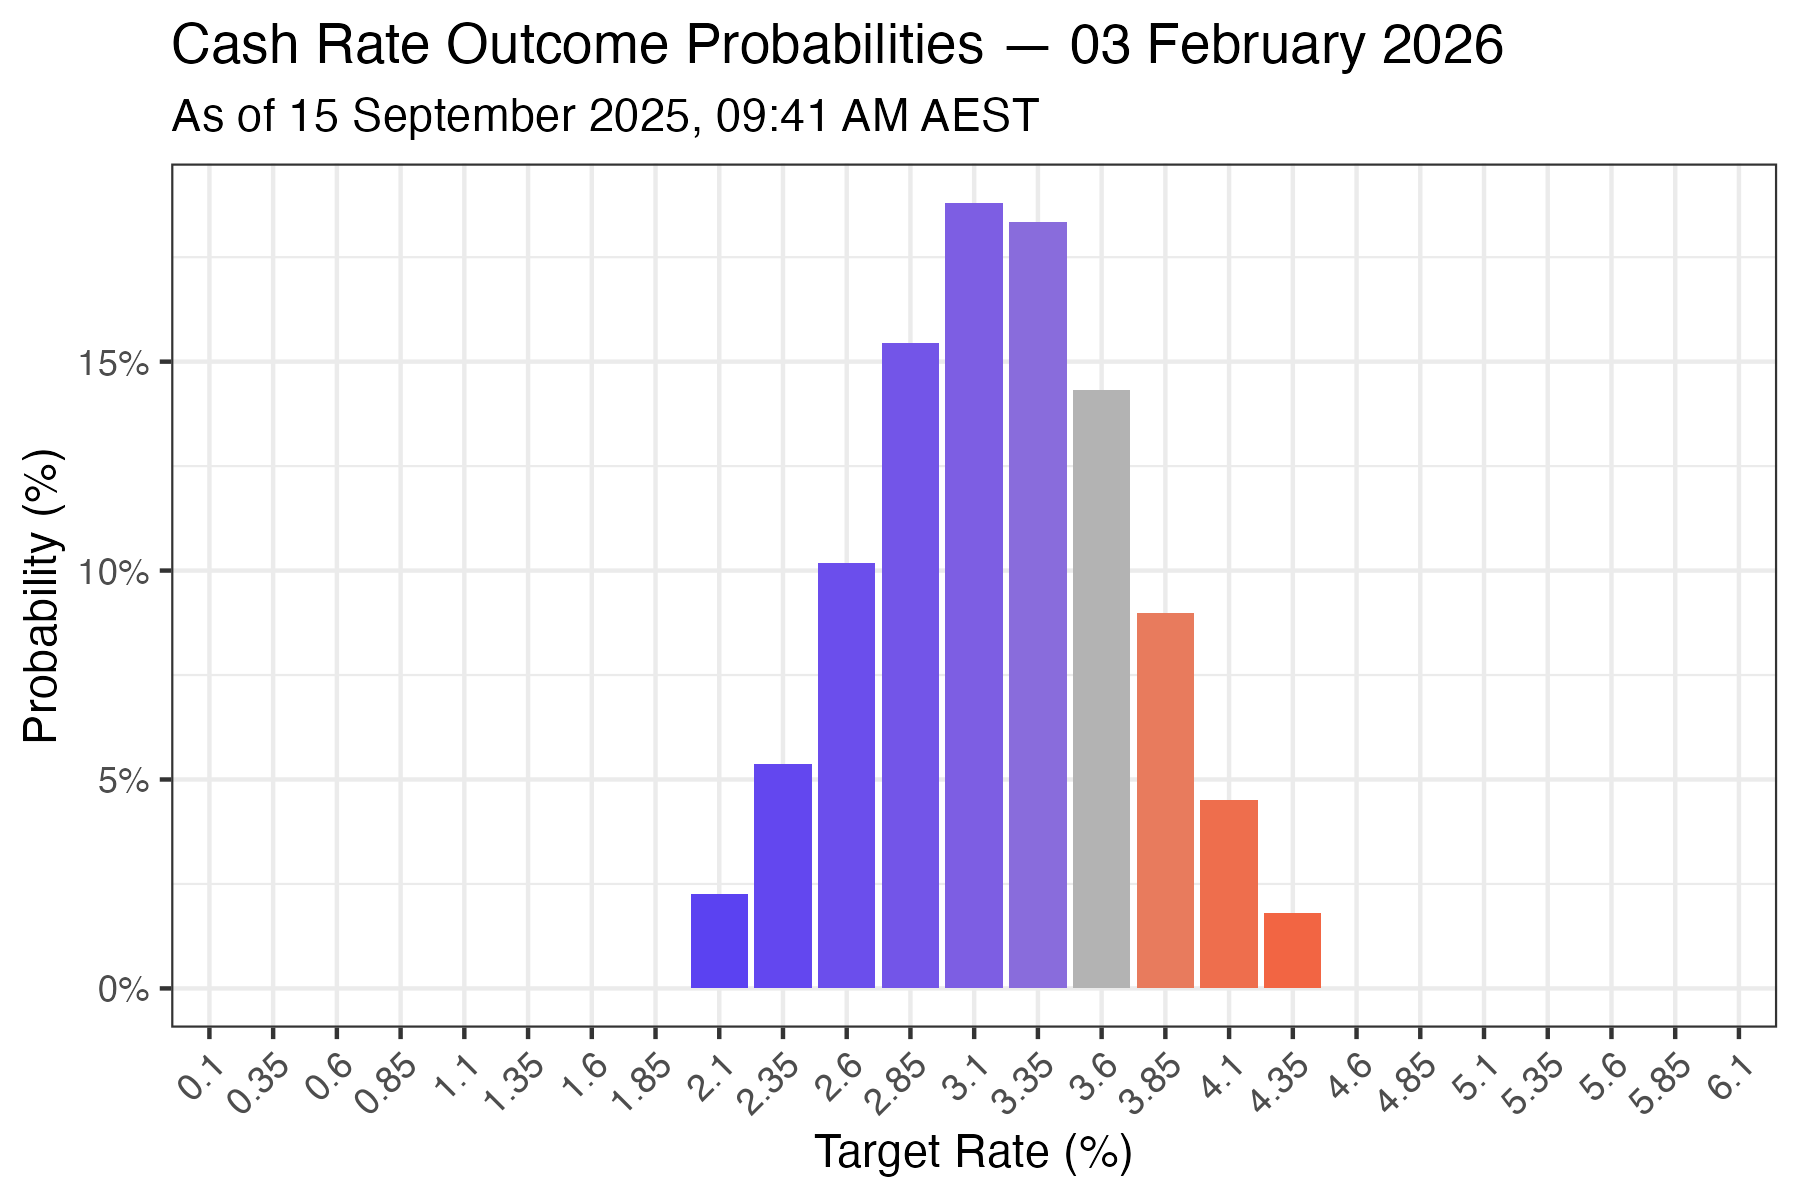 Cash Rate Outcome Probabilities — 03 February 2026
As of 15 September 2025, 09:41 AM AEST
Probability (%)
15%
10%
5%
0%
0.1 0.35 0.6 0.85 1.1 1.35 1.6 1.85 2.1 2.35 2.6 2.85 3.1 3.35 3.6 3.85 4.1 4.35 4.6 4.85 5.1 5.35 5.6 5.85 6.1
Target Rate (%)